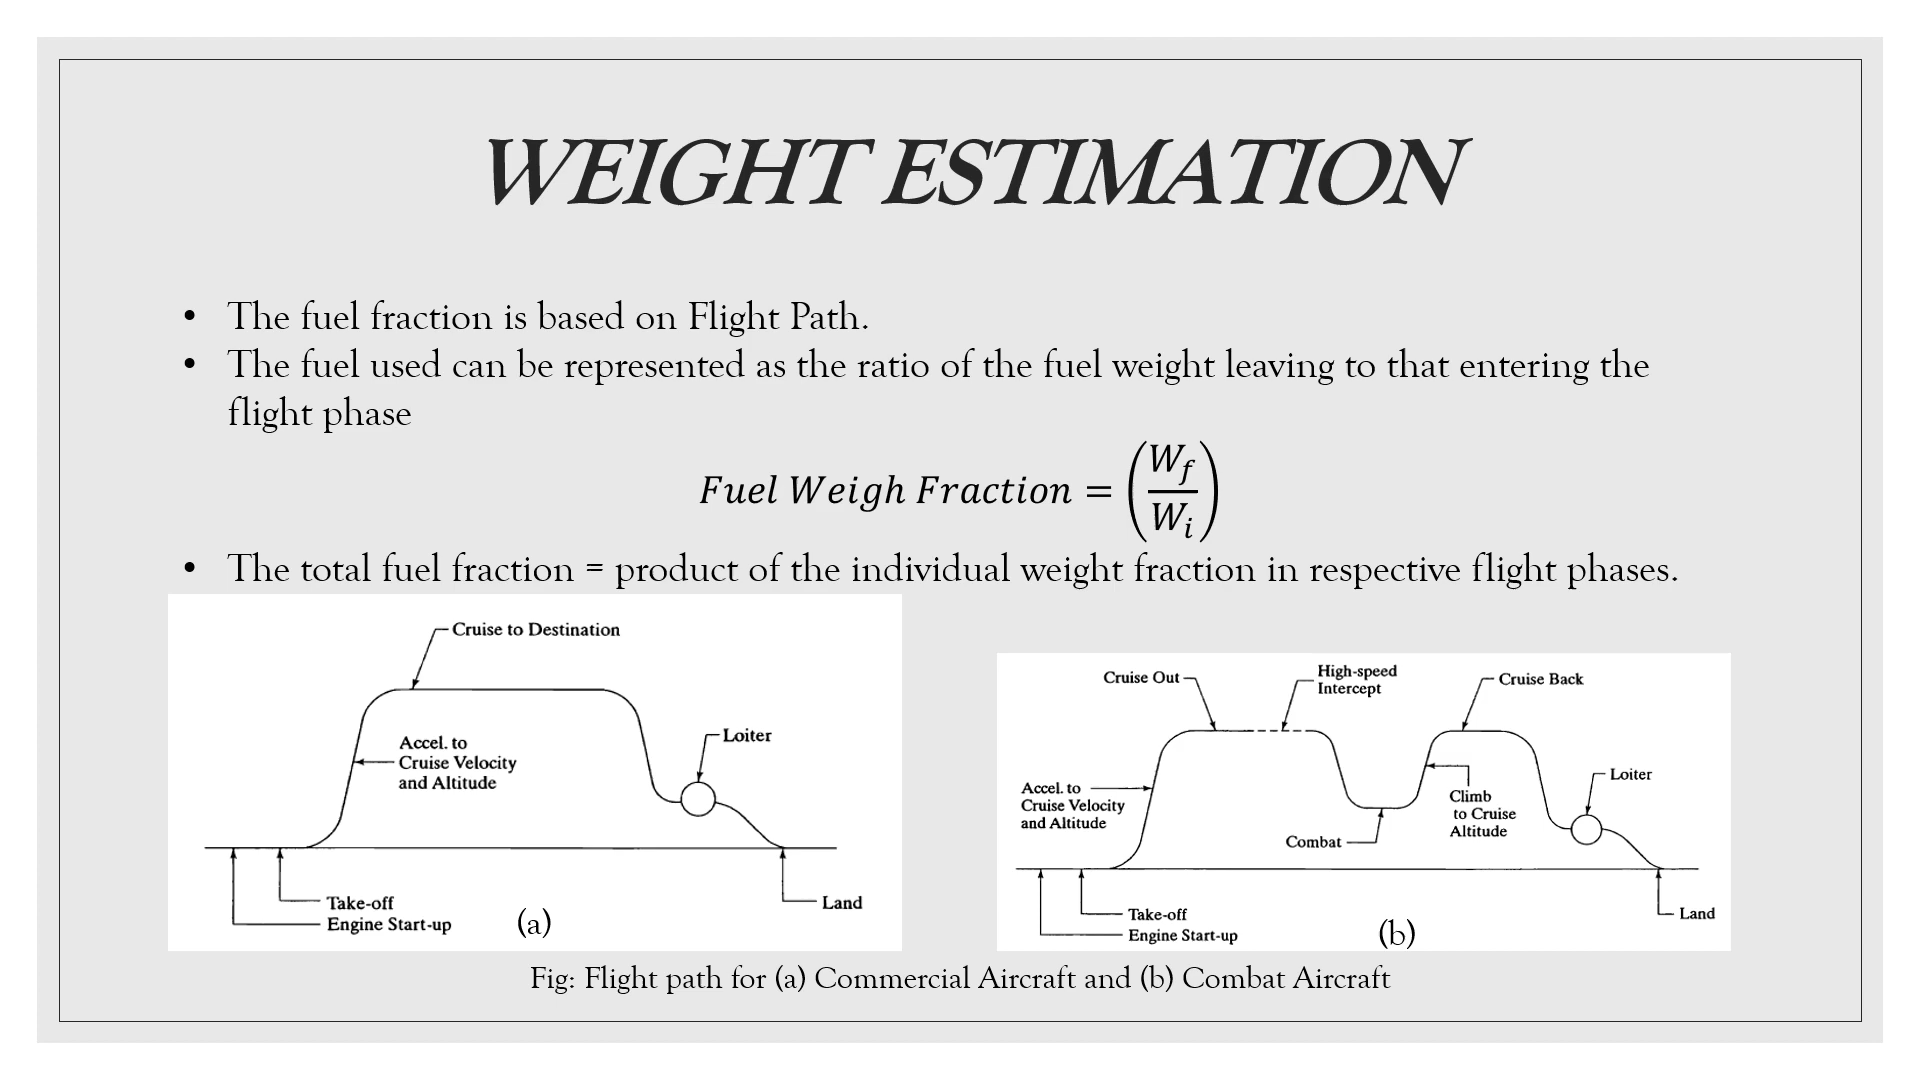 WEIGHT ESTIMATION
• The fuel fraction is based on Flight Path.
• The fuel used can be represented as the ratio of the fuel weight leaving to that entering the
flight phase
Fuel Weigh Fraction = (W_f / W_i)
• The total fuel fraction = product of the individual weight fraction in respective flight phases.
Cruise to Destination
Loiter
Accel. to
Cruise Velocity
and Altitude
Take-off
Engine Start-up
Land
(a)
Cruise Out
High-speed
Intercept
Cruise Back
Loiter
Accel. to
Cruise Velocity
and Altitude
Climb
to Cruise
Altitude
Combat
Take-off
Engine Start-up
Land
(b)
Fig: Flight path for (a) Commercial Aircraft and (b) Combat Aircraft